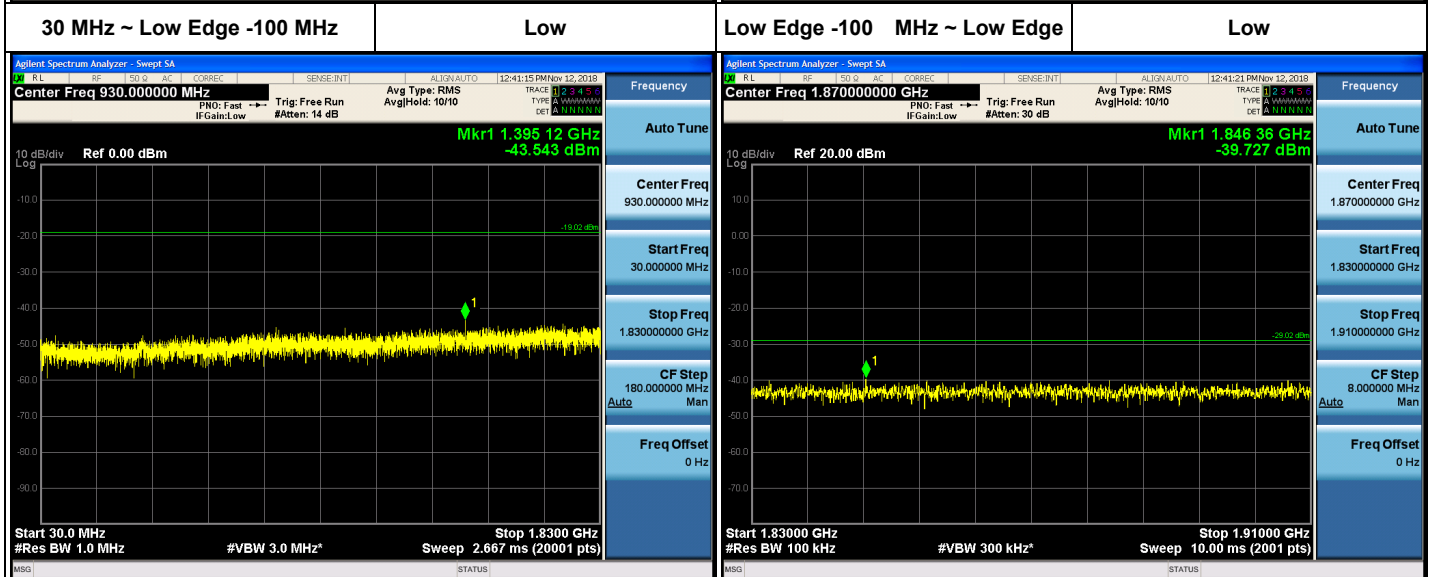 30 MHz ~ Low Edge -100 MHz
Low
Low Edge -100 MHz ~ Low Edge
Low
Agilent Spectrum Analyzer - Swept SA
LXI RL RF 50 Ω AC CORREC SENSE:INT ALIGN AUTO 12:41:15 PM Nov 12, 2018
Center Freq 930.000000 MHz
PNO: Fast
IFGain:Low
Trig: Free Run
#Atten: 14 dB
Avg Type: RMS
Avg|Hold: 10/10
TRACE 1 2 3 4 5 6
TYPE A WWWWW
DET A N N N N N
Mkr1 1.395 12 GHz
-43.543 dBm
10 dB/div Ref 0.00 dBm
Log
-10.0
-19.02 dBm
-20.0
-30.0
1
-40.0
-50.0
-60.0
-70.0
-80.0
-90.0
Start 30.0 MHz Stop 1.8300 GHz
#Res BW 1.0 MHz #VBW 3.0 MHz* Sweep 2.667 ms (20001 pts)
MSG STATUS
Frequency
Auto Tune
Center Freq
930.000000 MHz
Start Freq
30.000000 MHz
Stop Freq
1.830000000 GHz
CF Step
180.000000 MHz
Auto Man
Freq Offset
0 Hz
Agilent Spectrum Analyzer - Swept SA
LXI RL RF 50 Ω AC CORREC SENSE:INT ALIGN AUTO 12:41:21 PM Nov 12, 2018
Center Freq 1.870000000 GHz
PNO: Fast
IFGain:Low
Trig: Free Run
#Atten: 30 dB
Avg Type: RMS
Avg|Hold: 10/10
TRACE 1 2 3 4 5 6
TYPE A WWWWW
DET A N N N N N
Mkr1 1.846 36 GHz
-39.727 dBm
10 dB/div Ref 20.00 dBm
Log
10.0
0.00
-10.0
-20.0
-29.02 dBm
-30.0
1
-40.0
-50.0
-60.0
-70.0
Start 1.83000 GHz Stop 1.91000 GHz
#Res BW 100 kHz #VBW 300 kHz* Sweep 10.00 ms (2001 pts)
MSG STATUS
Frequency
Auto Tune
Center Freq
1.870000000 GHz
Start Freq
1.830000000 GHz
Stop Freq
1.910000000 GHz
CF Step
8.000000 MHz
Auto Man
Freq Offset
0 Hz